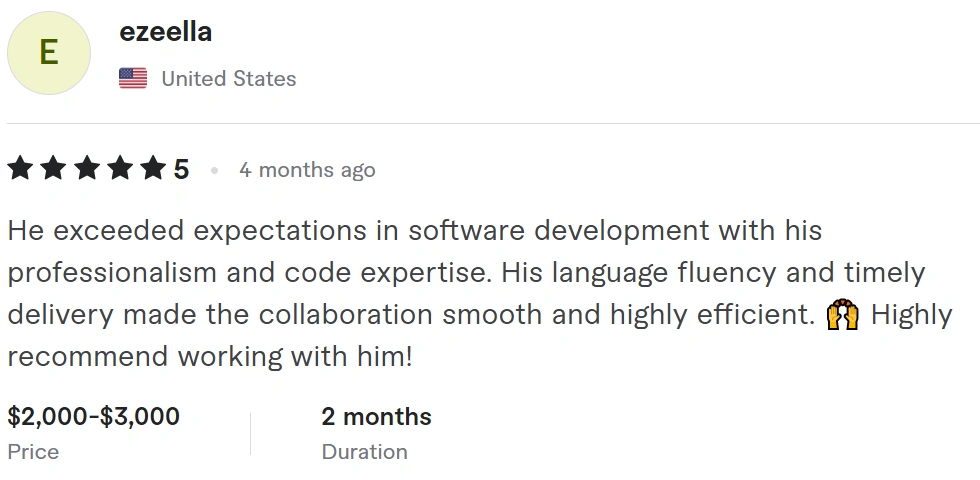 E
ezeella
United States
5 • 4 months ago
He exceeded expectations in software development with his
professionalism and code expertise. His language fluency and timely
delivery made the collaboration smooth and highly efficient. 🙌 Highly
recommend working with him!
$2,000-$3,000 2 months
Price Duration